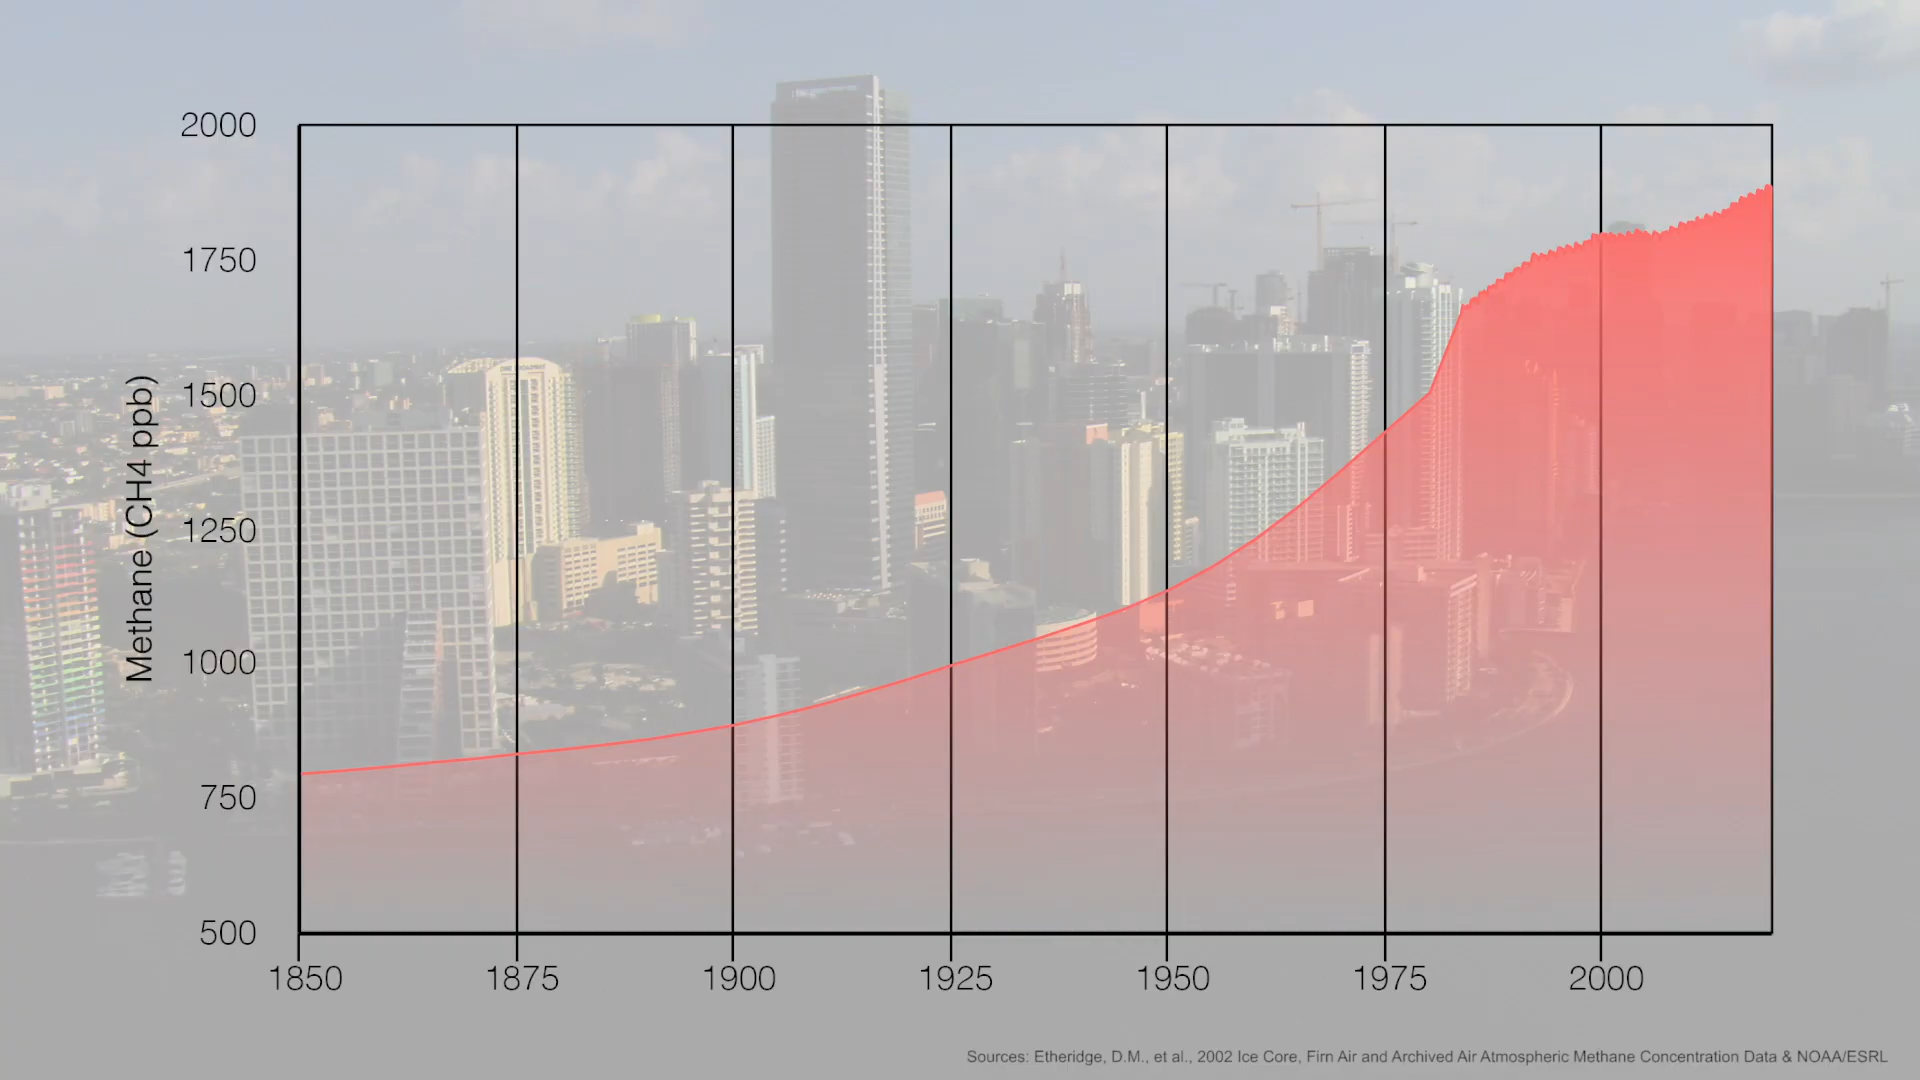 2000
1750
1500
1250
1000
750
500
Methane (CH4 ppb)
1850 1875 1900 1925 1950 1975 2000
Sources: Etheridge, D.M., et al., 2002 Ice Core, Firn Air and Archived Air Atmospheric Methane Concentration Data & NOAA/ESRL